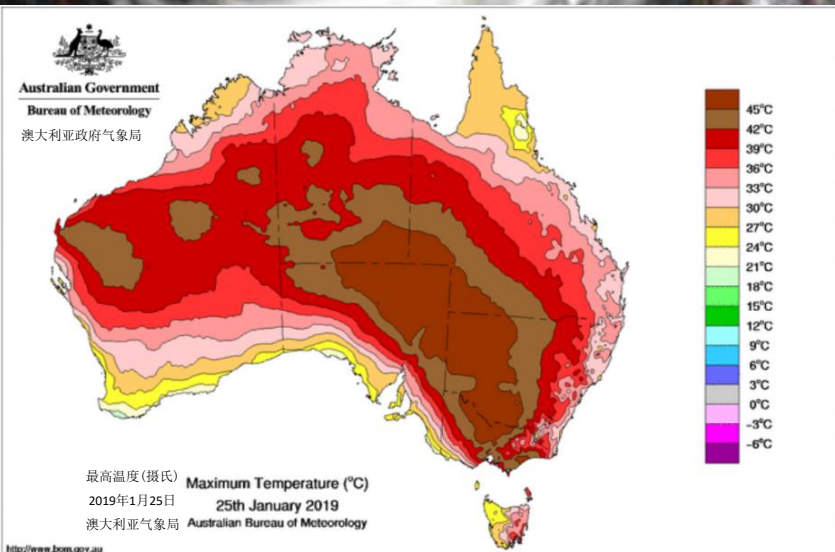 Australian Government
Bureau of Meteorology
澳大利亚政府气象局
45°C
42°C
39°C
36°C
33°C
30°C
27°C
24°C
21°C
18°C
15°C
12°C
9°C
6°C
3°C
0°C
-3°C
-6°C
最高温度(摄氏) Maximum Temperature (°C)
2019年1月25日 25th January 2019
澳大利亚气象局 Australian Bureau of Meteorology
http://www.bom.gov.au